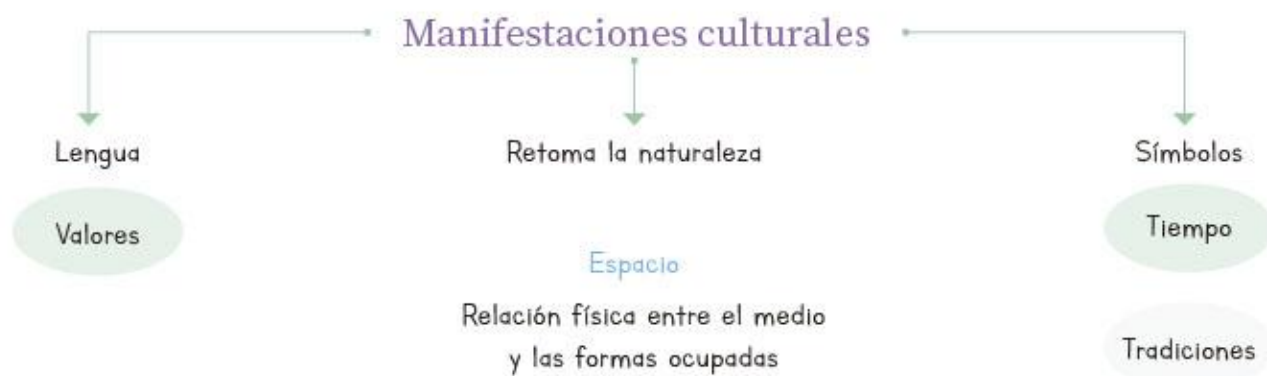 Manifestaciones culturales
Lengua
Retoma la naturaleza
Símbolos
Valores
Tiempo
Espacio
Relación física entre el medio
y las formas ocupadas
Tradiciones